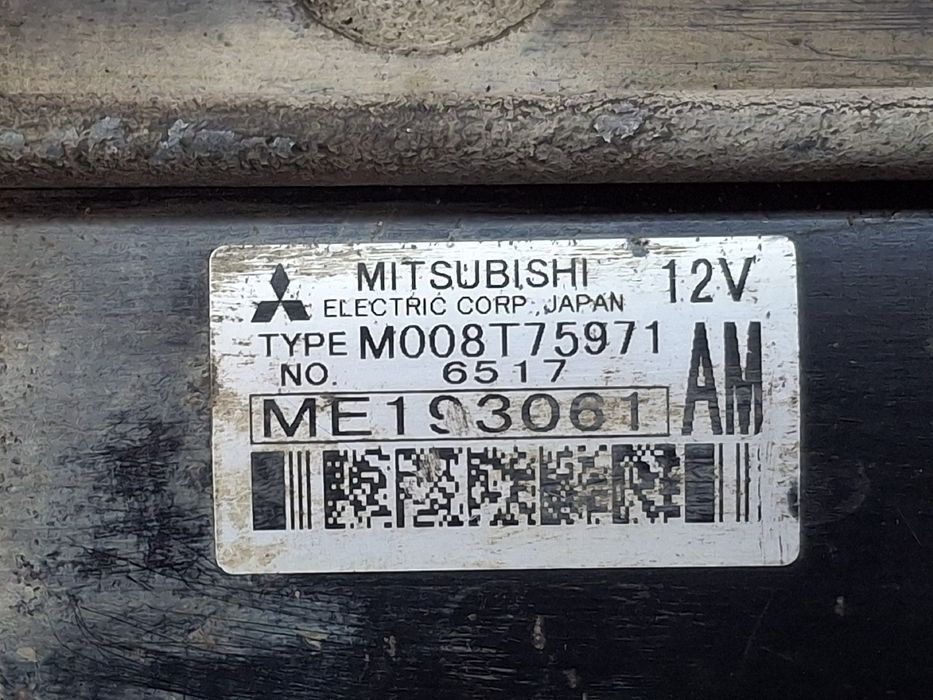 MITSUBISHI 12V
ELECTRIC CORP. JAPAN
TYPE M008T75971
NO. 6517
ME193061 AM